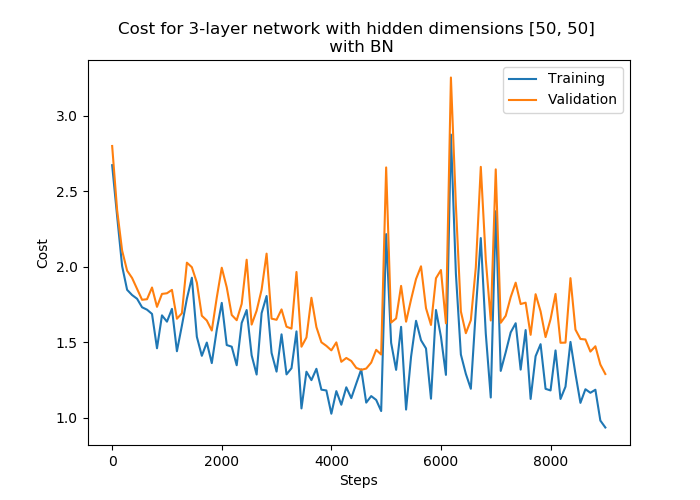 Cost for 3-layer network with hidden dimensions [50, 50]
with BN
Training
Validation
3.0
2.5
2.0
1.5
1.0
Cost
0
2000
4000
6000
8000
Steps